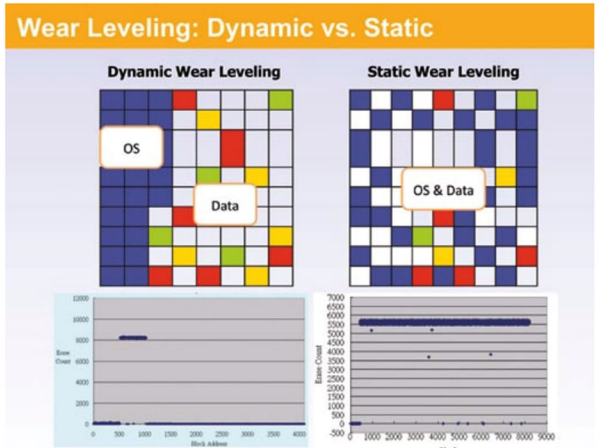 Wear Leveling: Dynamic vs. Static
Dynamic Wear Leveling
Static Wear Leveling
OS
Data
OS & Data
12000
10000
8000
6000
4000
2000
0
Erase
Count
0 500 1000 1500 2000 2500 3000 3500 4000
Block Address
7000
6500
6000
5500
5000
4500
4000
3500
3000
2500
2000
1500
1000
500
0
-500
Erase Count
0 1000 2000 3000 4000 5000 6000 7000 8000 9000